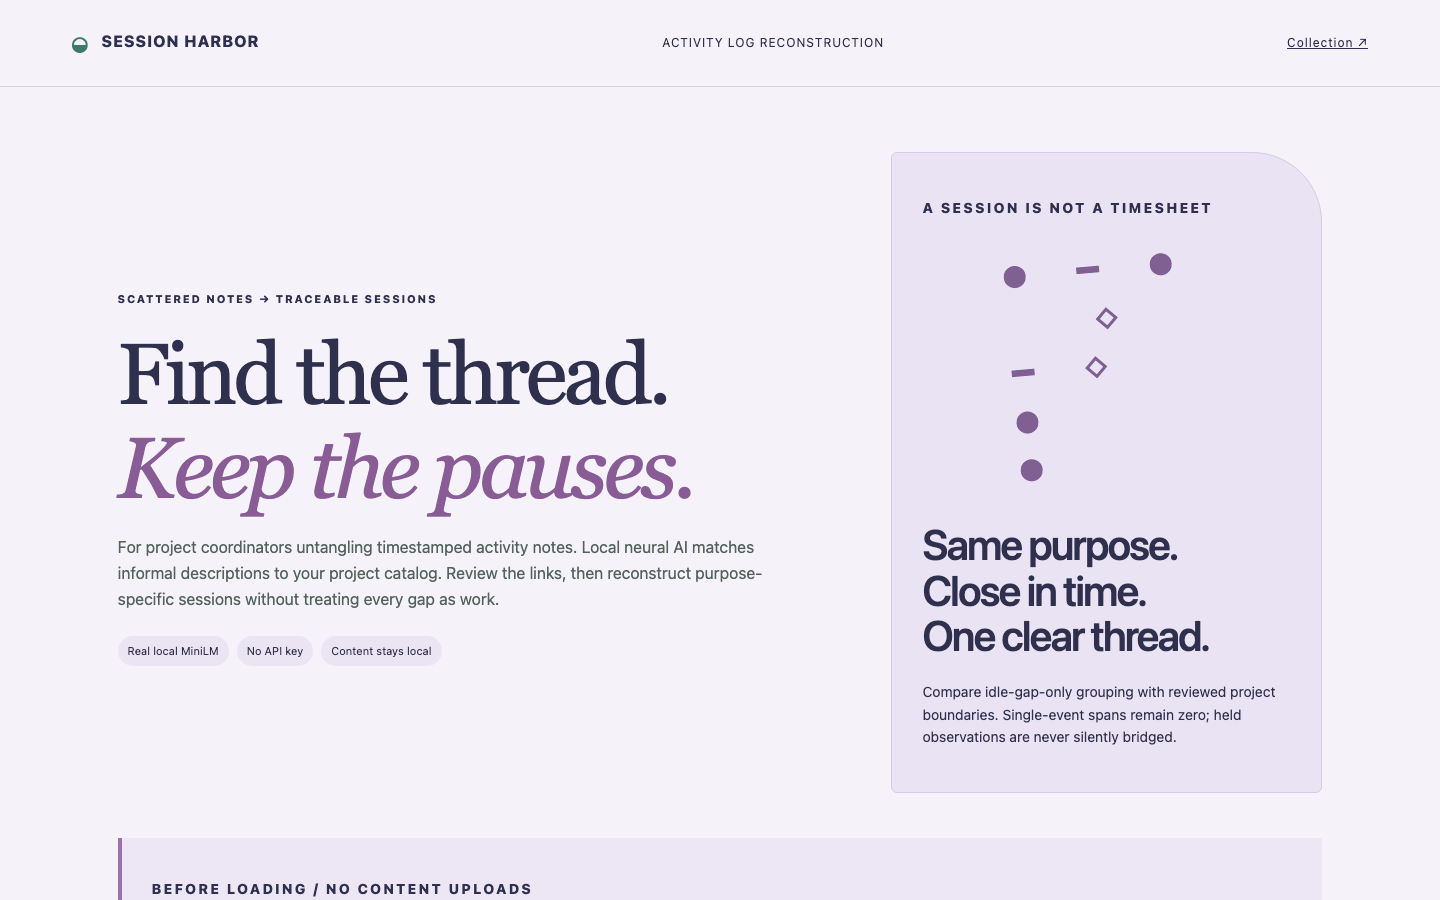 SESSION HARBOR
ACTIVITY LOG RECONSTRUCTION
Collection ↗
SCATTERED NOTES → TRACEABLE SESSIONS
Find the thread.
Keep the pauses.
For project coordinators untangling timestamped activity notes. Local neural AI matches
informal descriptions to your project catalog. Review the links, then reconstruct purpose-
specific sessions without treating every gap as work.
Real local MiniLM
No API key
Content stays local
A SESSION IS NOT A TIMESHEET
Same purpose.
Close in time.
One clear thread.
Compare idle-gap-only grouping with reviewed project
boundaries. Single-event spans remain zero; held
observations are never silently bridged.
BEFORE LOADING / NO CONTENT UPLOADS